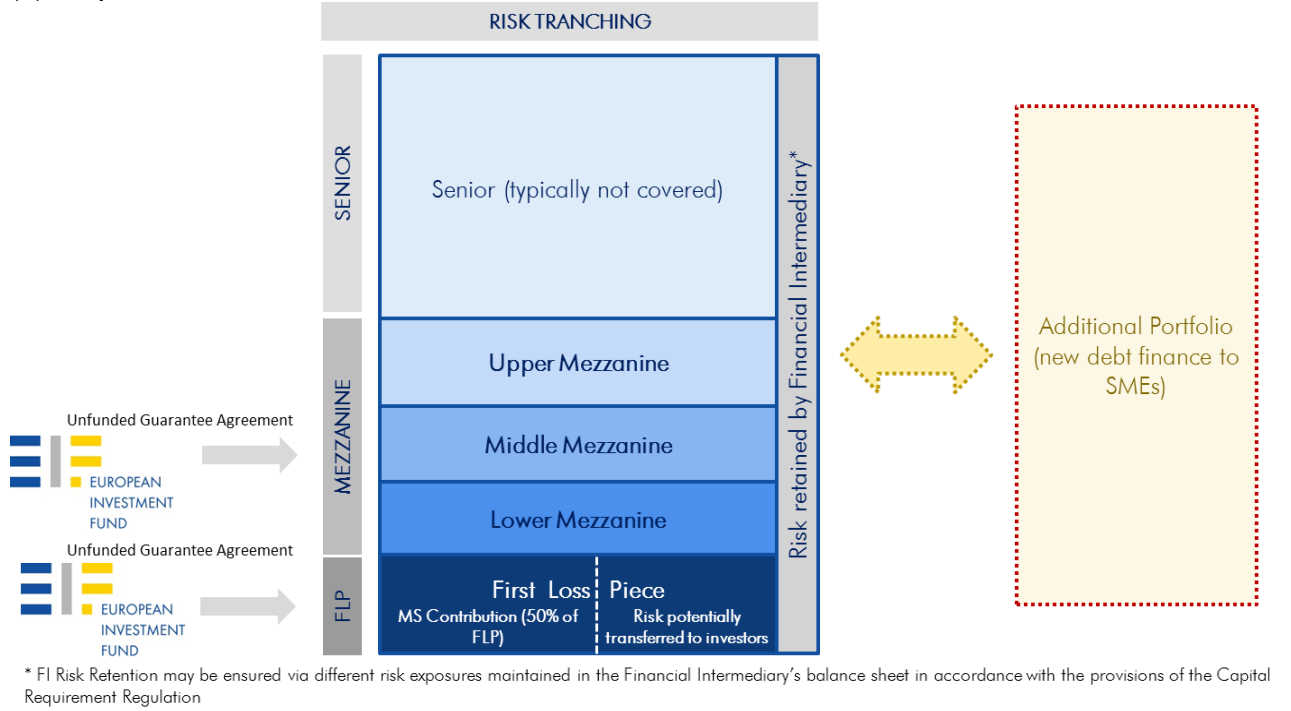 RISK TRANCHING
SENIOR
Senior (typically not covered)
Risk retained by Financial Intermediary*
Additional Portfolio
(new debt finance to
SMEs)
MEZZANINE
Upper Mezzanine
Middle Mezzanine
Lower Mezzanine
Unfunded Guarantee Agreement
EUROPEAN
INVESTMENT
FUND
Unfunded Guarantee Agreement
EUROPEAN
INVESTMENT
FUND
FLP
First Loss Piece
MS Contribution (50% of
FLP)
Risk potentially
transferred to investors
* FI Risk Retention may be ensured via different risk exposures maintained in the Financial Intermediary's balance sheet in accordance with the provisions of the Capital
Requirement Regulation